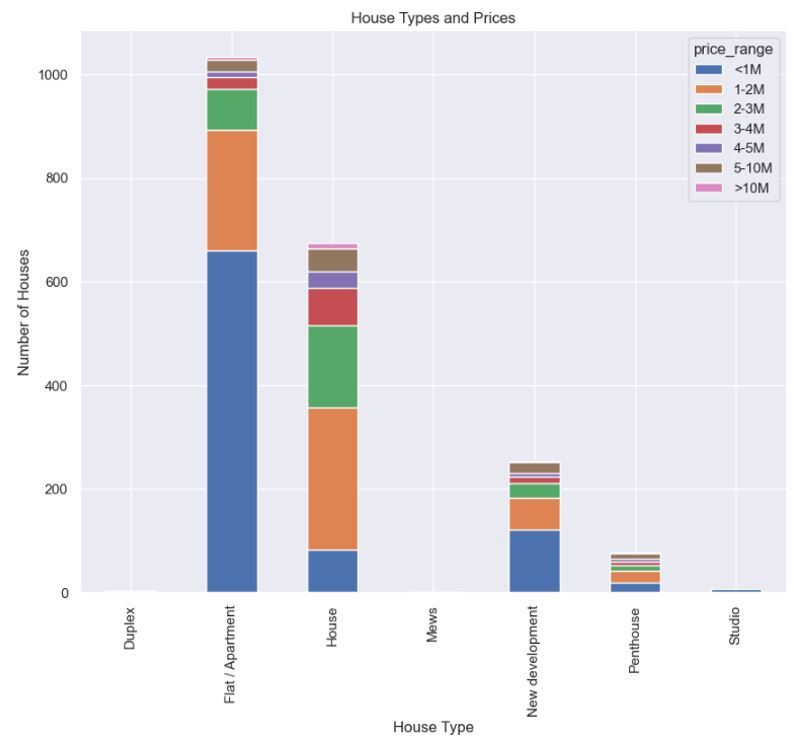 House Types and Prices
price_range
<1M
1-2M
2-3M
3-4M
4-5M
5-10M
>10M
1000
800
600
400
200
0
Number of Houses
Duplex
Flat / Apartment
House
Mews
New development
Penthouse
Studio
House Type